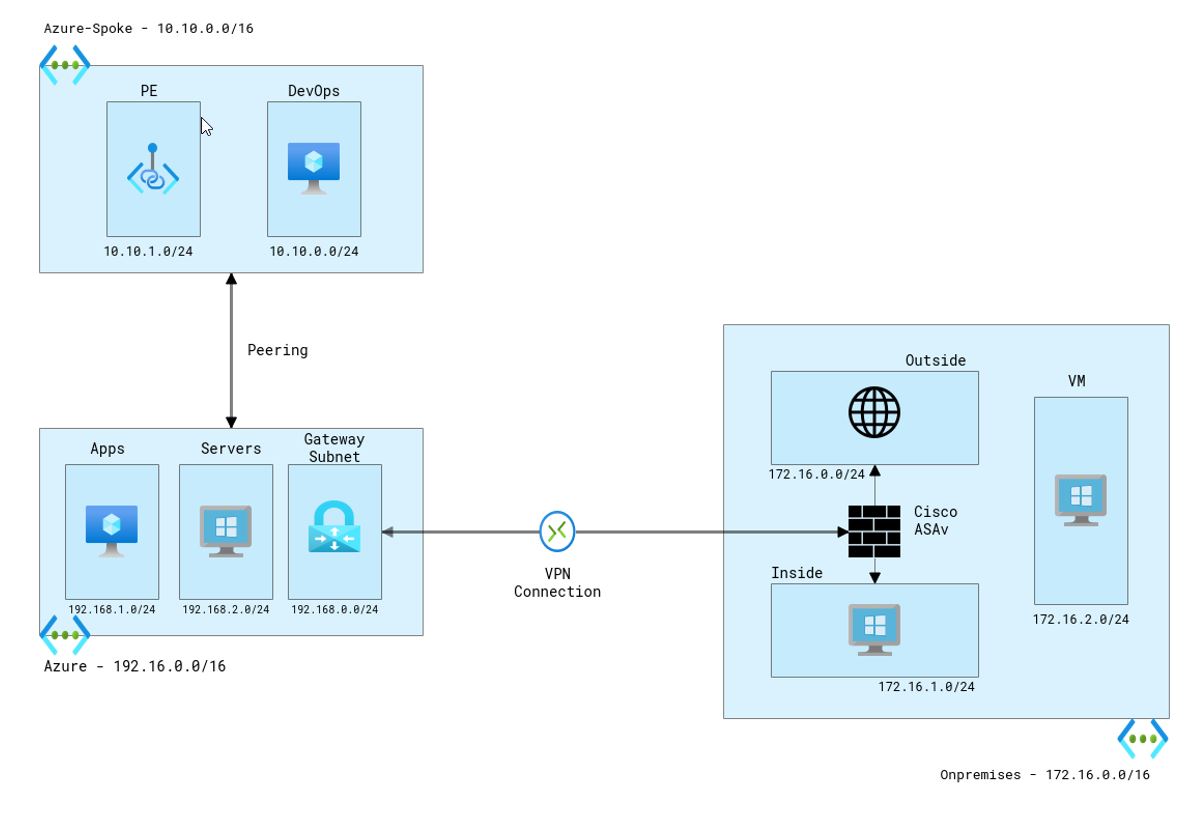 Azure-Spoke - 10.10.0.0/16
PE
DevOps
10.10.1.0/24
10.10.0.0/24
Peering
Apps
Servers
Gateway
Subnet
192.168.1.0/24
192.168.2.0/24
192.168.0.0/24
Azure - 192.16.0.0/16
VPN
Connection
Outside
172.16.0.0/24
Cisco
ASAv
Inside
172.16.1.0/24
VM
172.16.2.0/24
Onpremises - 172.16.0.0/16